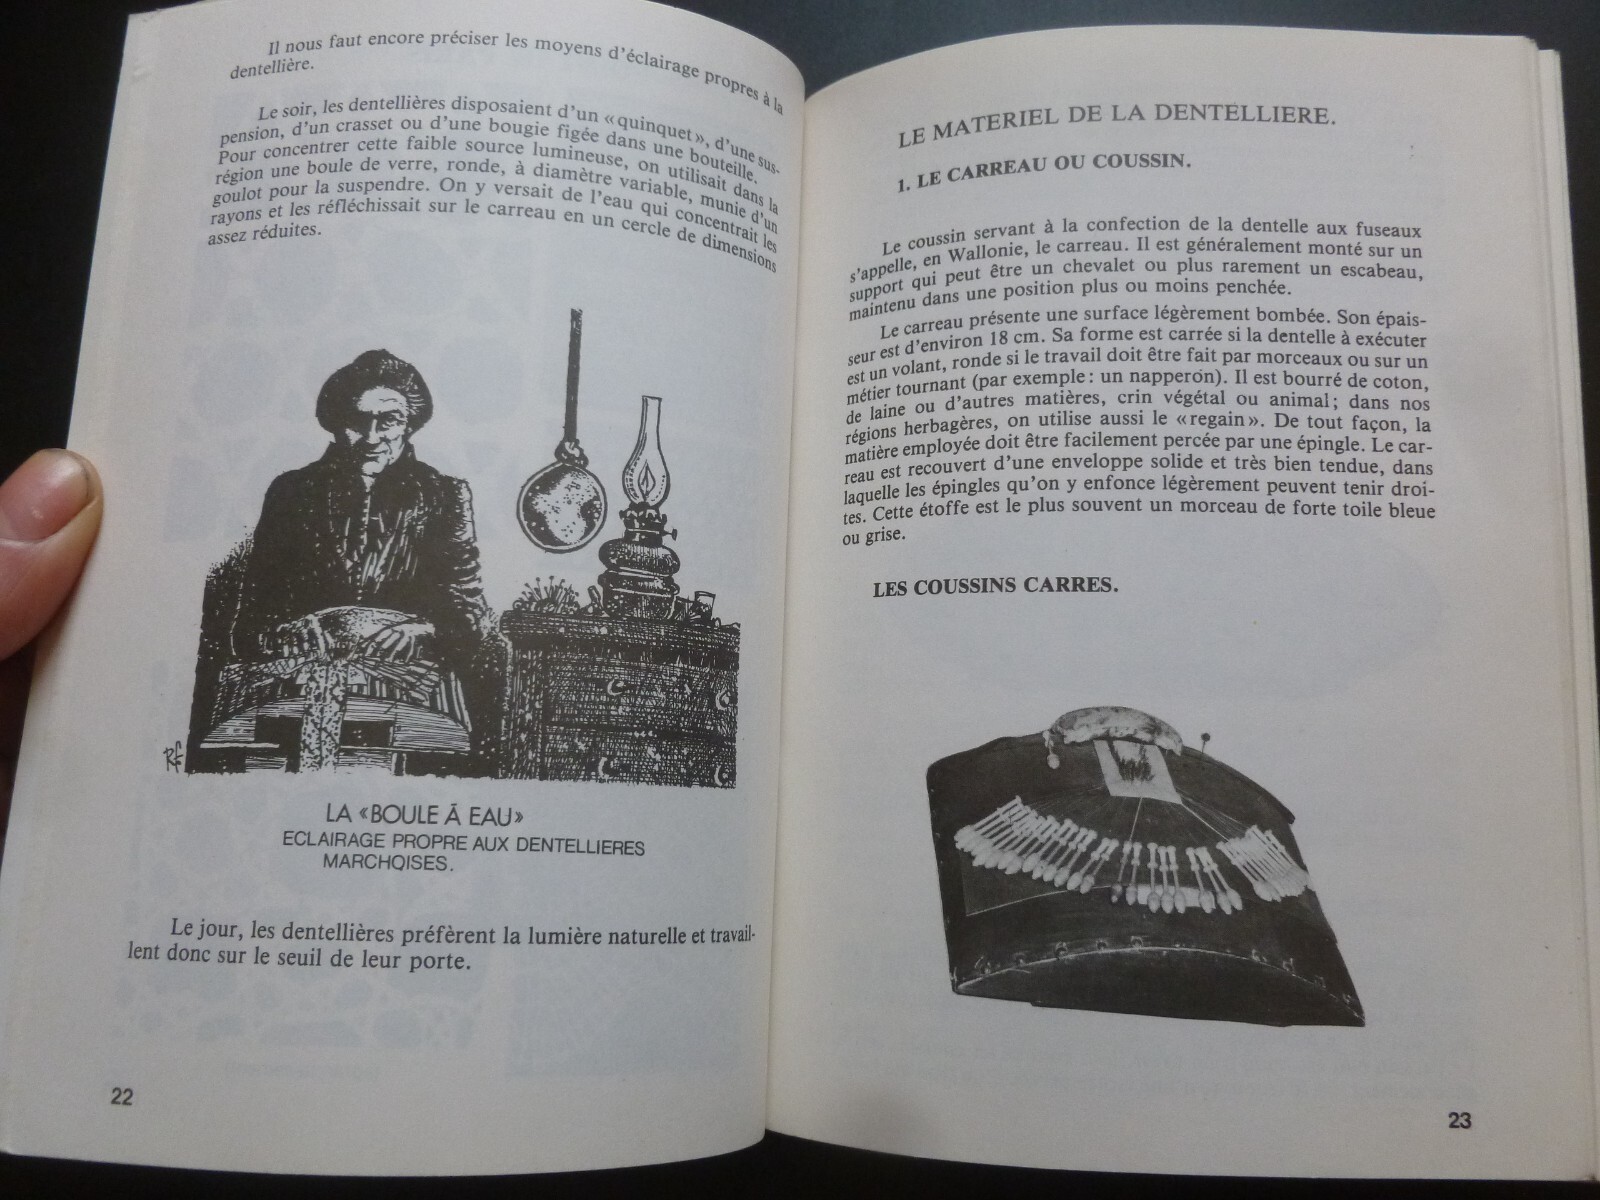 Il nous faut encore préciser les moyens d'éclairage propres à la
dentellière.
Le soir, les dentellières disposaient d'un «quinquet», d'une sus-
pension, d'un crasset ou d'une bougie figée dans une bouteille.
Pour concentrer cette faible source lumineuse, on utilisait dans la
région une boule de verre, ronde, à diamètre variable, munie d'un
goulot pour la suspendre. On y versait de l'eau qui concentrait les
rayons et les réfléchissait sur le carreau en un cercle de dimensions
assez réduites.
RF
LA «BOULE À EAU»
ECLAIRAGE PROPRE AUX DENTELLIERES
MARCHOISES.
Le jour, les dentellières préfèrent la lumière naturelle et travail-
lent donc sur le seuil de leur porte.
22
LE MATERIEL DE LA DENTELLIERE.
1. LE CARREAU OU COUSSIN.
Le coussin servant à la confection de la dentelle aux fuseaux
s'appelle, en Wallonie, le carreau. Il est généralement monté sur un
support qui peut être un chevalet ou plus rarement un escabeau,
maintenu dans une position plus ou moins penchée.
Le carreau présente une surface légèrement bombée. Son épais-
seur est d'environ 18 cm. Sa forme est carrée si la dentelle à exécuter
est un volant, ronde si le travail doit être fait par morceaux ou sur un
métier tournant (par exemple : un napperon). Il est bourré de coton,
de laine ou d'autres matières, crin végétal ou animal ; dans nos
régions herbagères, on utilise aussi le «regain». De tout façon, la
matière employée doit être facilement percée par une épingle. Le car-
reau est recouvert d'une enveloppe solide et très bien tendue, dans
laquelle les épingles qu'on y enfonce légèrement peuvent tenir droi-
tes. Cette étoffe est le plus souvent un morceau de forte toile bleue
ou grise.
LES COUSSINS CARRES.
23